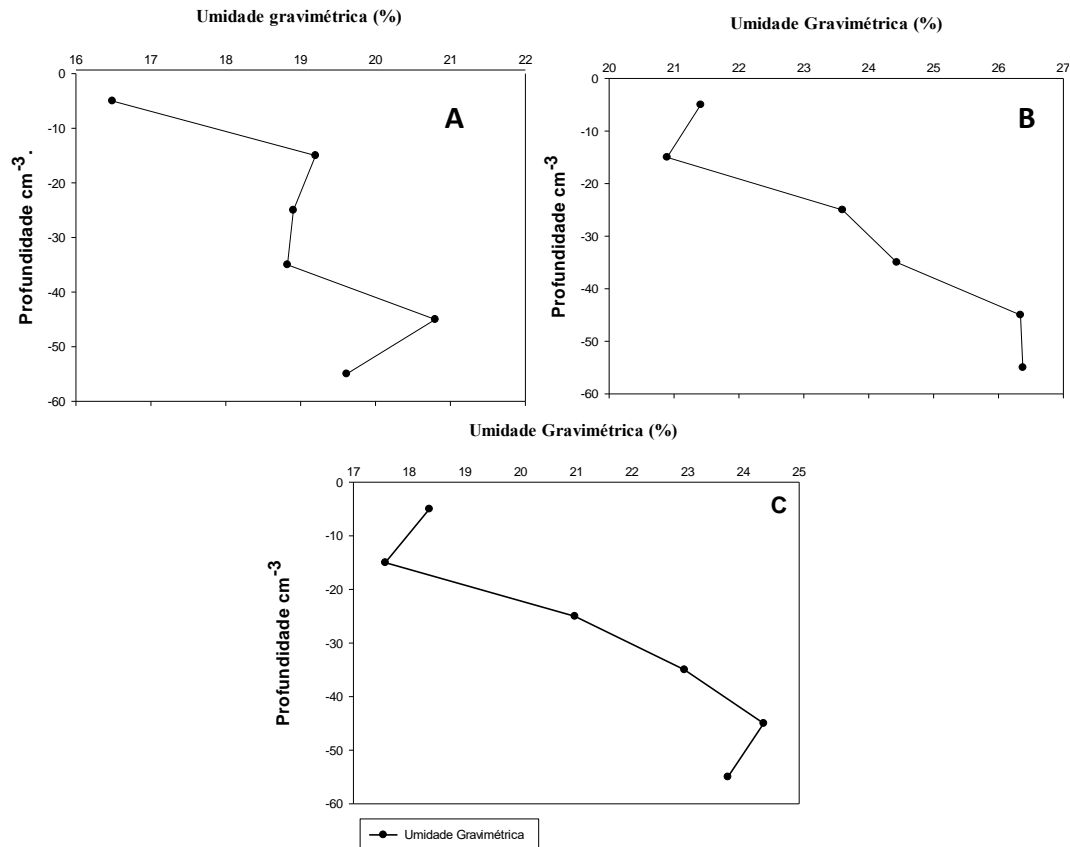 Umidade gravimétrica (%)
16 17 18 19 20 21 22
0
-10
-20
-30
-40
-50
-60
Profundidade cm-3 .
A
Umidade Gravimétrica (%)
20 21 22 23 24 25 26 27
0
-10
-20
-30
-40
-50
-60
Profundidade cm-3
B
Umidade Gravimétrica (%)
17 18 19 20 21 22 23 24 25
0
-10
-20
-30
-40
-50
-60
Profundidade cm-3
C
Umidade Gravimétrica